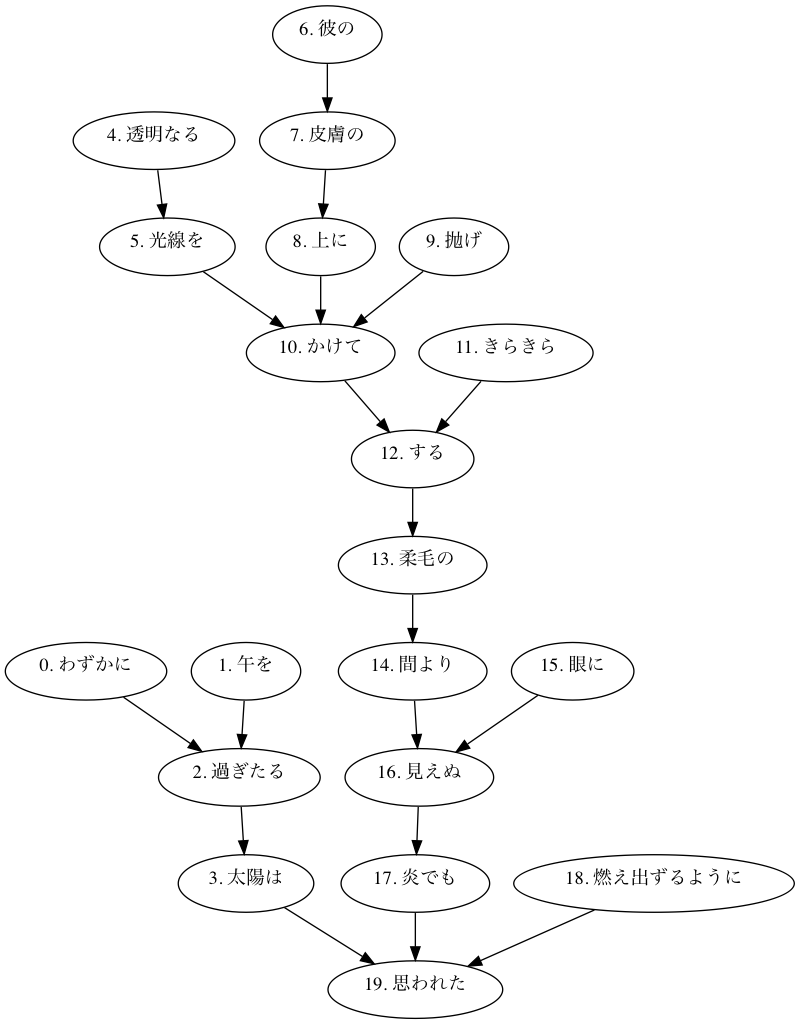 6. 彼の
4. 透明なる
7. 皮膚の
5. 光線を
8. 上に
9. 抛げ
10. かけて
11. きらきら
12. する
13. 柔毛の
0. わずかに
1. 午を
14. 間より
15. 眼に
2. 過ぎたる
16. 見えぬ
3. 太陽は
17. 炎でも
18. 燃え出ずるように
19. 思われた